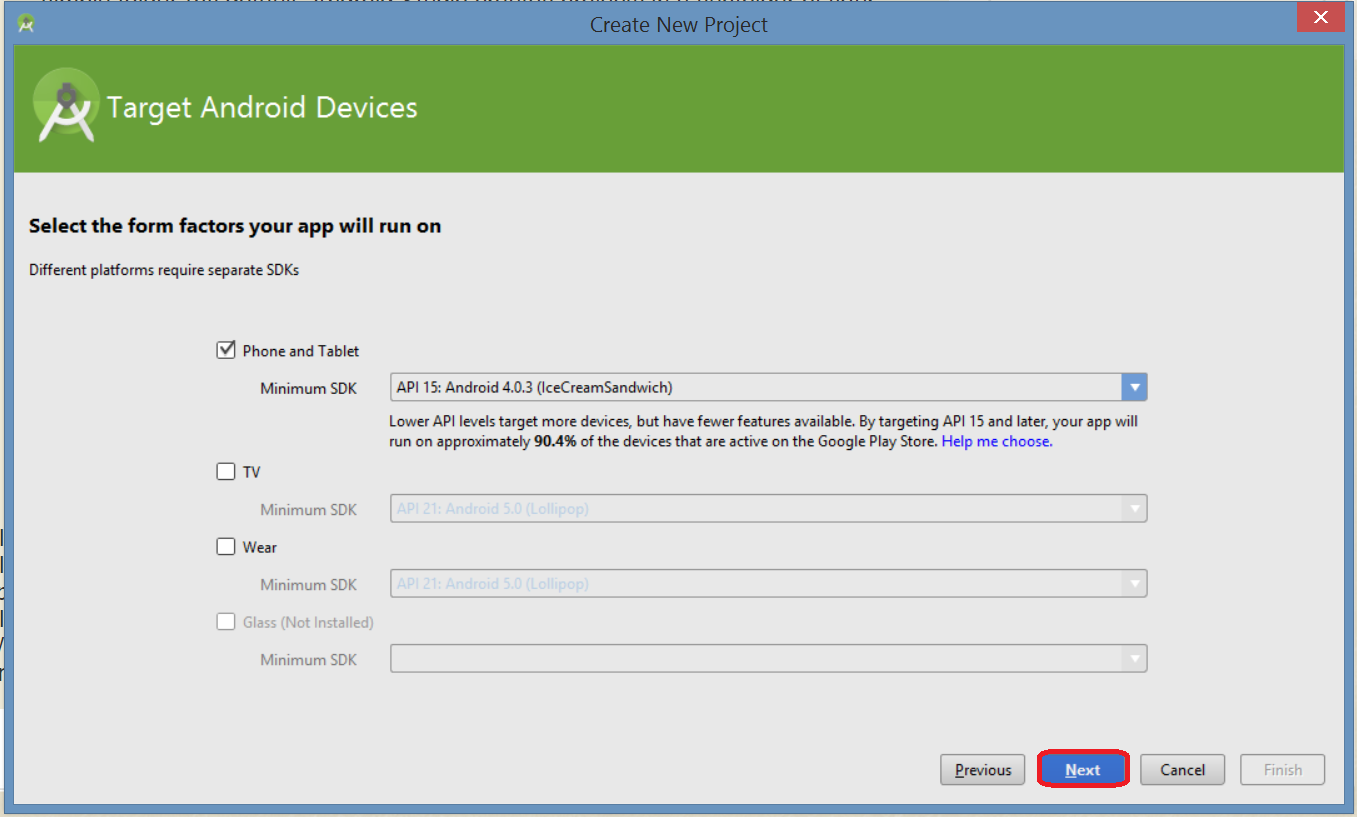 Create New Project
Target Android Devices
Select the form factors your app will run on
Different platforms require separate SDKs
Phone and Tablet
Minimum SDK
API 15: Android 4.0.3 (IceCreamSandwich)
Lower API levels target more devices, but have fewer features available. By targeting API 15 and later, your app will
run on approximately 90.4% of the devices that are active on the Google Play Store. Help me choose.
TV
Minimum SDK
API 21: Android 5.0 (Lollipop)
Wear
Minimum SDK
API 21: Android 5.0 (Lollipop)
Glass (Not Installed)
Minimum SDK
Previous
Next
Cancel
Finish